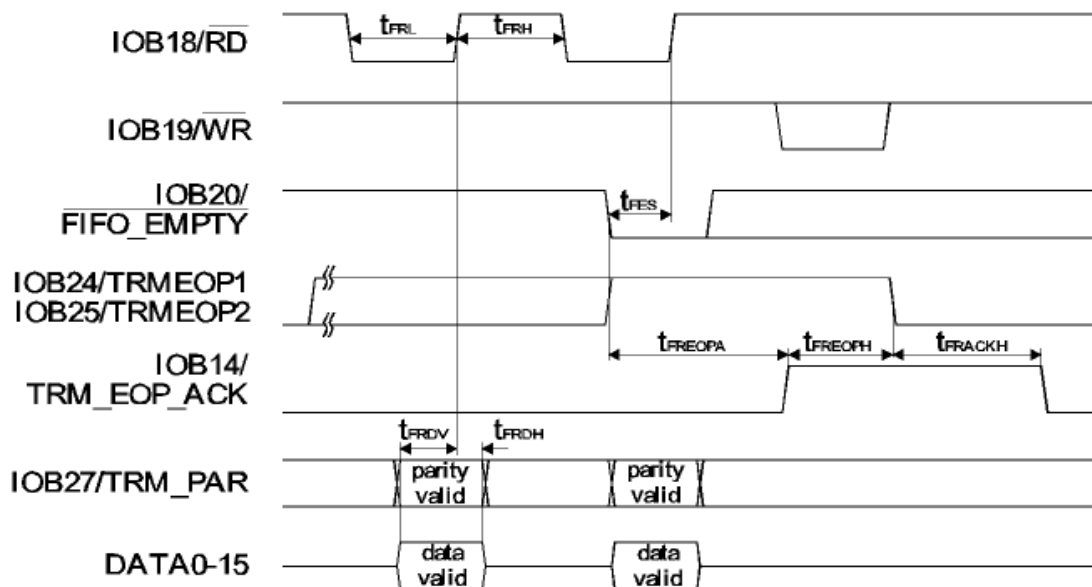 IOB18/RD
tFRL
tFRH
IOB19/WR
IOB20/
FIFO_EMPTY
tFES
IOB24/TRMEOP1
IOB25/TRMEOP2
tFREOPA
tFREOPH
tFRACKH
IOB14/
TRM_EOP_ACK
tFRDV
tFRDH
IOB27/TRM_PAR
parity
valid
parity
valid
DATA0-15
data
valid
data
valid